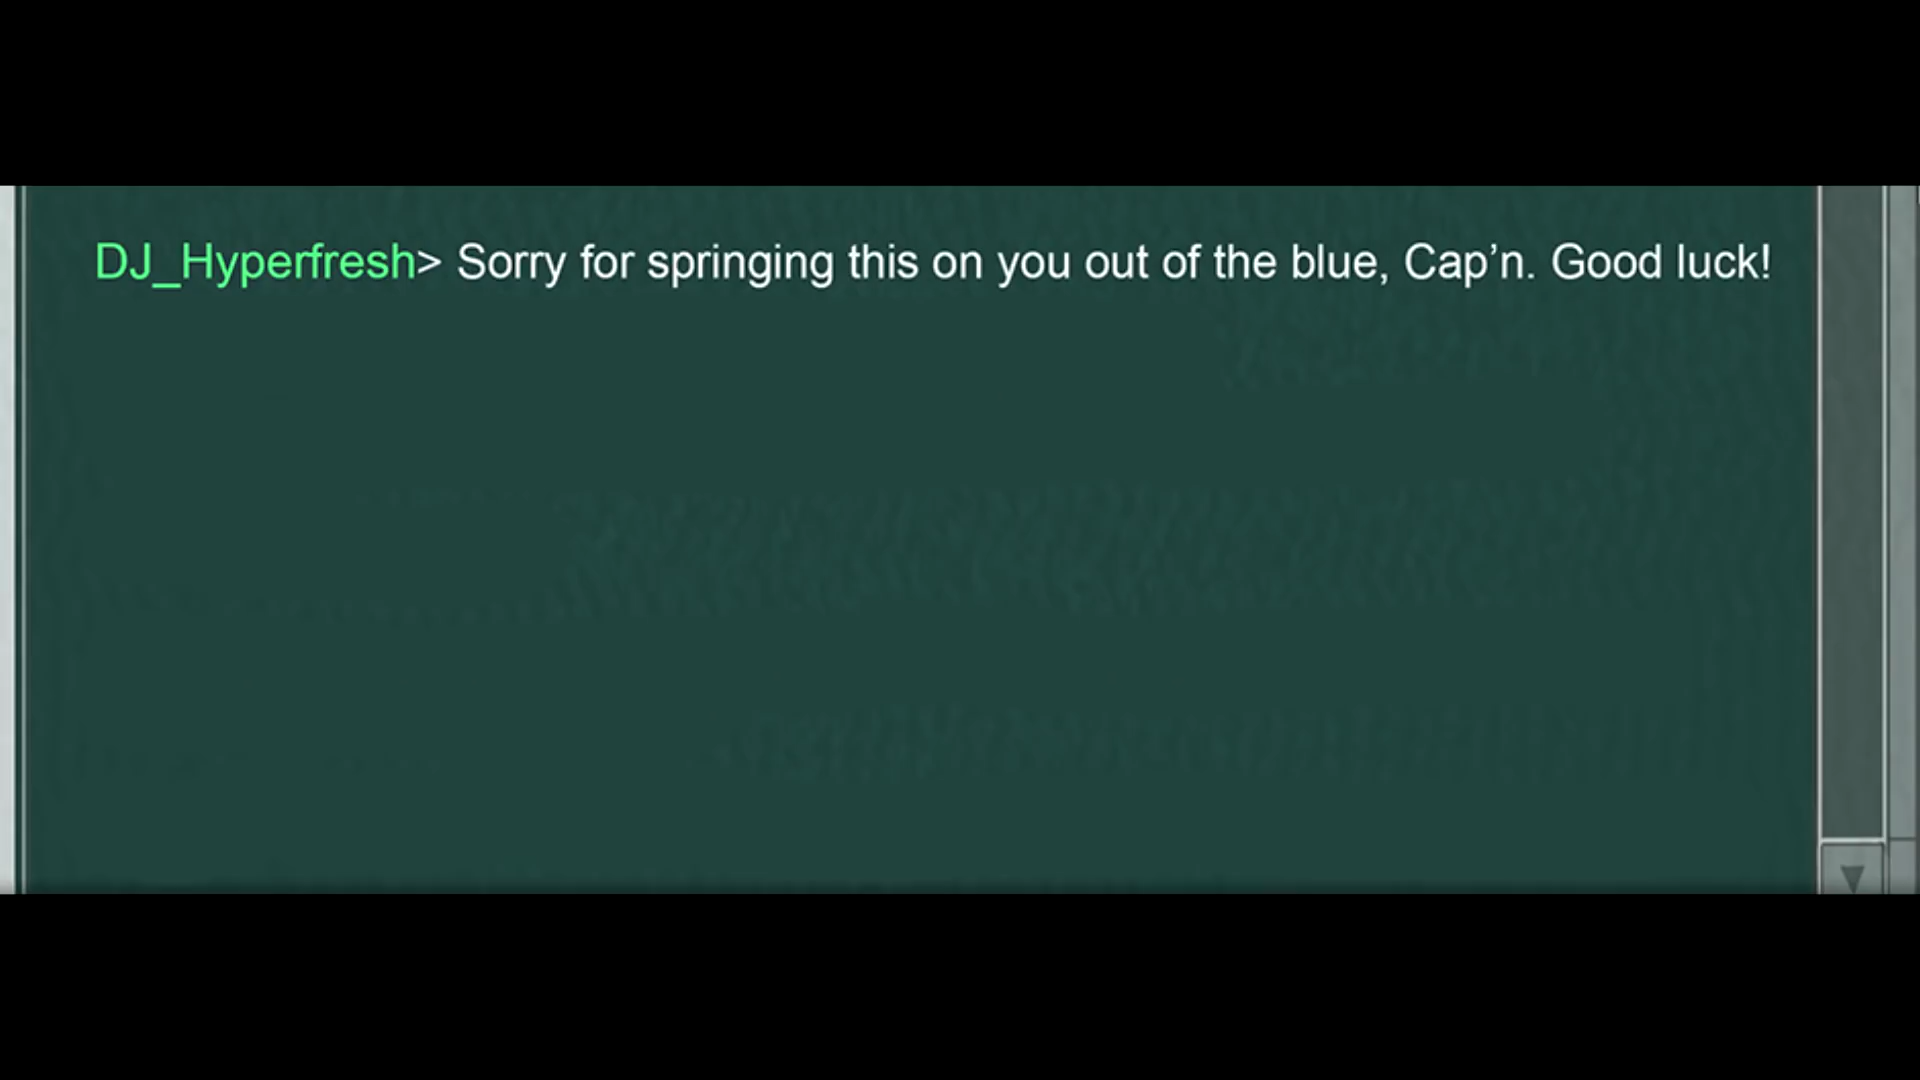 DJ_Hyperfresh> Sorry for springing this on you out of the blue, Cap’n. Good luck!